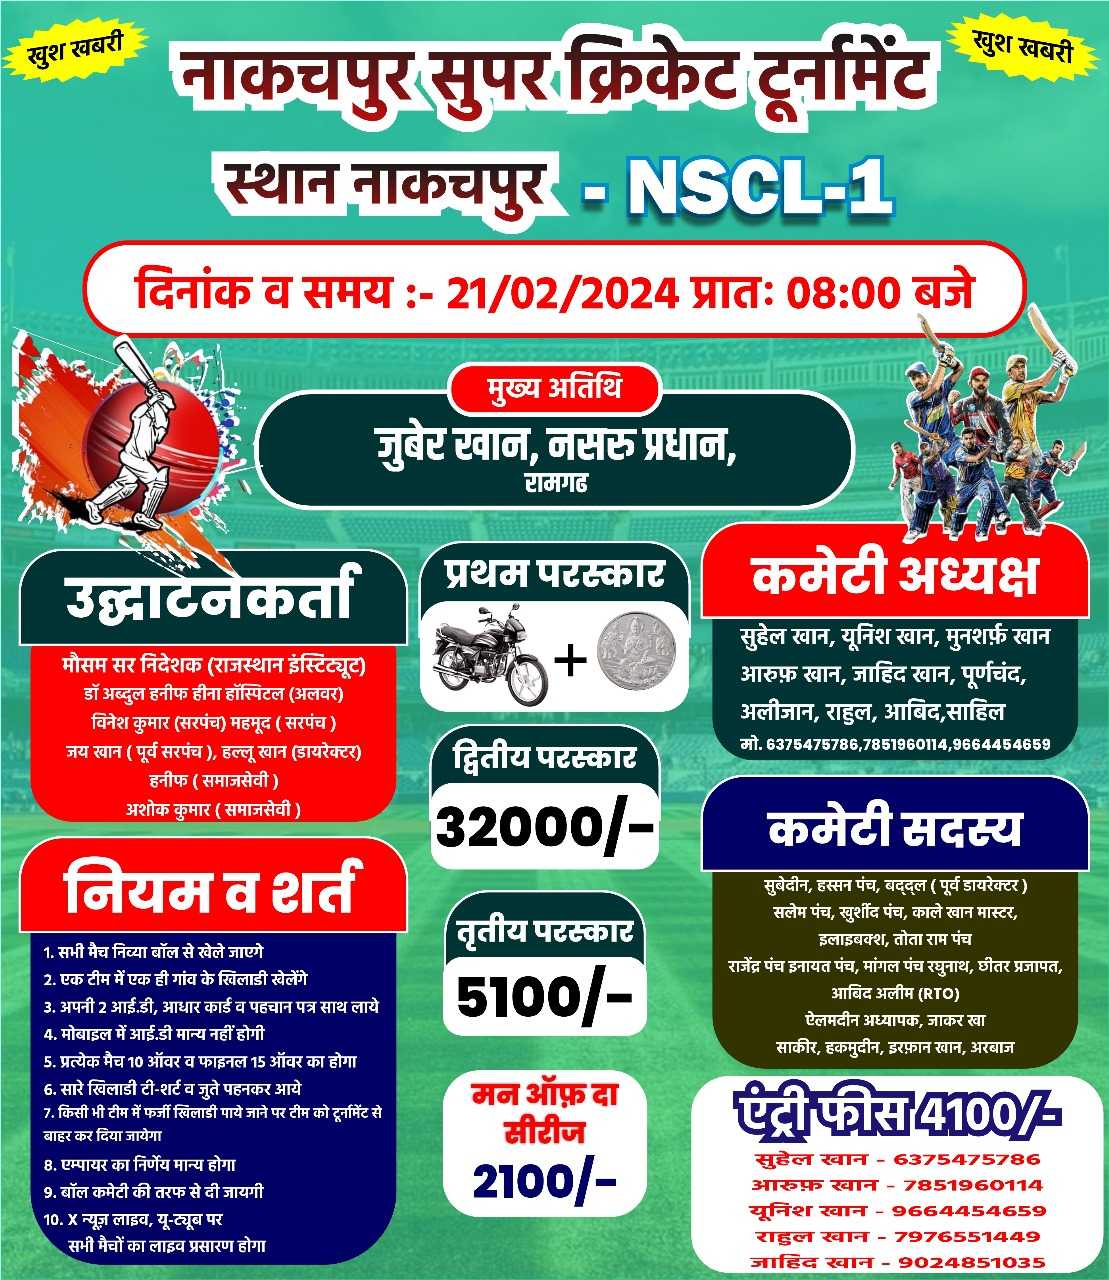 खुश खबरी
खुश खबरी
नाकचपुर सुपर क्रिकेट टूर्नामेंट
स्थान नाकचपुर - NSCL-1
दिनांक व समय :- 21/02/2024 प्रातः 08:00 बजे
मुख्य अतिथि
जुबेर खान, नसरु प्रधान,
रामगढ
उद्घाटनकर्ता
मौसम सर निदेशक (राजस्थान इंस्टिट्यूट)
डॉ अब्दुल हनीफ हीना हॉस्पिटल (अलवर)
विनेश कुमार (सरपंच) महमूद ( सरपंच )
जय खान ( पूर्व सरपंच ), हल्लू खान (डायरेक्टर)
हनीफ ( समाजसेवी )
अशोक कुमार ( समाजसेवी )
नियम व शर्त
1. सभी मैच निव्या बॉल से खेले जाएगे
2. एक टीम में एक ही गांव के खिलाडी खेलेंगे
3. अपनी 2 आई.डी, आधार कार्ड व पहचान पत्र साथ लाये
4. मोबाइल में आई.डी मान्य नहीं होगी
5. प्रत्येक मैच 10 ऑवर व फाइनल 15 ऑवर का होगा
6. सारे खिलाडी टी-शर्ट व जुते पहनकर आये
7. किसी भी टीम में फर्जी खिलाडी पाये जाने पर टीम को टूर्नामेंट से
बाहर कर दिया जायेगा
8. एम्पायर का निर्णेय मान्य होगा
9. बॉल कमेटी की तरफ से दी जायगी
10. X न्यूज़ लाइव, यू-ट्यूब पर
सभी मैचों का लाइव प्रसारण होगा
प्रथम परस्कार
+
द्वितीय परस्कार
32000/-
तृतीय परस्कार
5100/-
मन ऑफ़ दा
सीरीज
2100/-
कमेटी अध्यक्ष
सुहेल खान, यूनिश खान, मुनशर्फ़ खान
आरुफ़ खान, जाहिद खान, पूर्णचंद,
अलीजान, राहुल, आबिद,साहिल
मो. 6375475786,7851960114,9664454659
कमेटी सदस्य
सुबेदीन, हस्सन पंच, बद्द्ल ( पूर्व डायरेक्टर )
सलेम पंच, खुर्शीद पंच, काले खान मास्टर,
इलाइबक्श, तोता राम पंच
राजेंद्र पंच इनायत पंच, मांगल पंच रघुनाथ, छीतर प्रजापत,
आबिद अलीम (RTO)
ऐलमदीन अध्यापक, जाकर खा
साकीर, हकमुदीन, इरफ़ान खान, अरबाज
एंट्री फीस 4100/-
सुहेल खान - 6375475786
आरुफ़ खान - 7851960114
यूनिश खान - 9664454659
राहुल खान - 7976551449
जाहिद खान - 9024851035